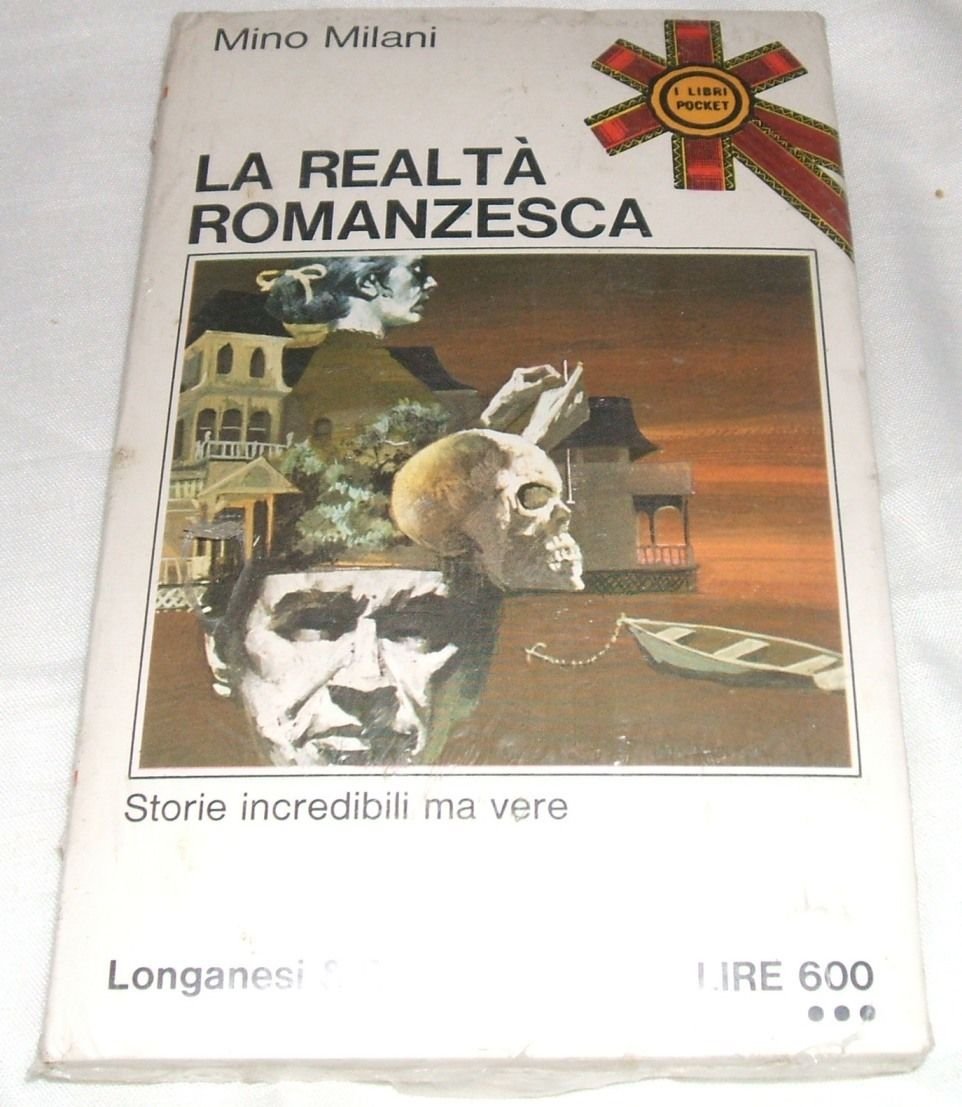 Mino Milani
I LIBRI
POCKET
LA REALTÀ
ROMANZESCA
Storie incredibili ma vere
Longanesi &
LIRE 600